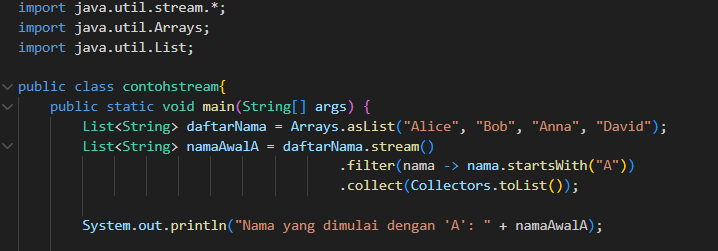 import java.util.stream.*;
import java.util.Arrays;
import java.util.List;
public class contohstream{
public static void main(String[] args) {
List<String> daftarNama = Arrays.asList("Alice", "Bob", "Anna", "David");
List<String> namaAwalA = daftarNama.stream()
.filter(nama -> nama.startsWith("A"))
.collect(Collectors.toList());
System.out.println("Nama yang dimulai dengan 'A': " + namaAwalA);